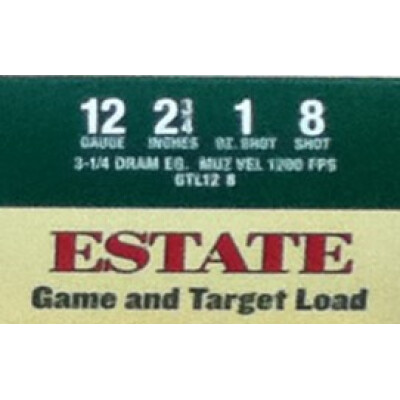 12 2 3/4 1 8
GAUGE INCHES OZ. SHOT SHOT
3-1/4 DRAM EQ. MUZ VEL 1200 FPS
GTL12 8
ESTATE
Game and Target Load